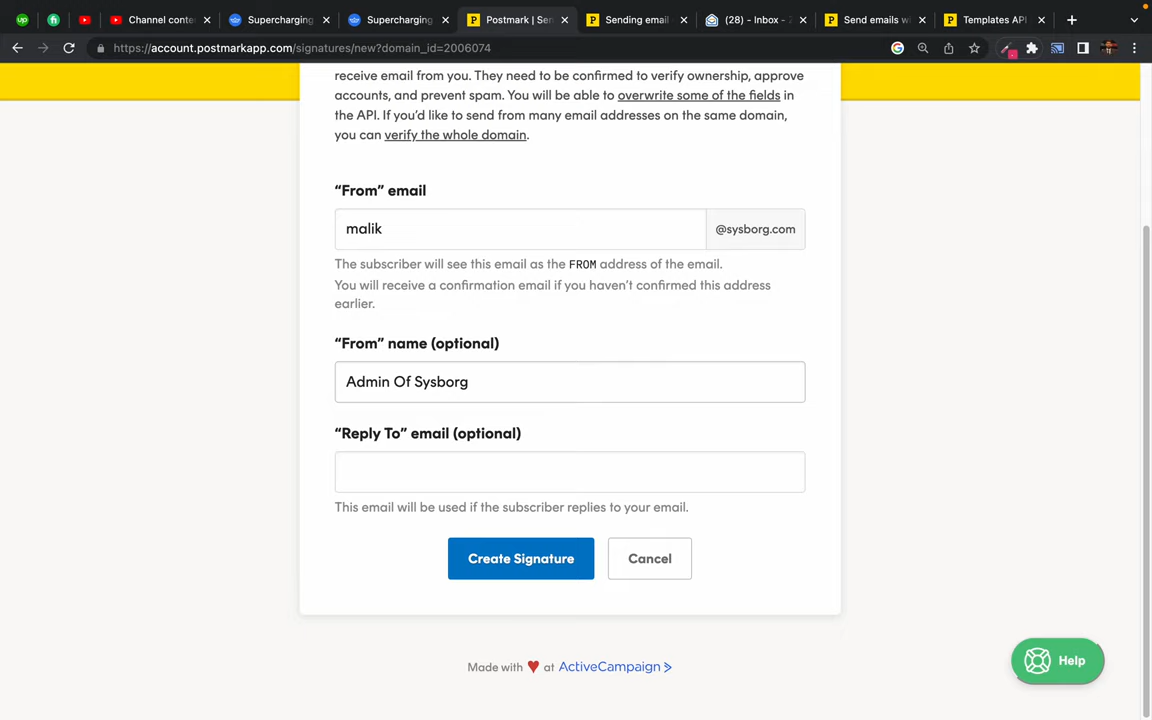 Channel conte
Supercharging
Supercharging
Postmark | Sen
Sending email
(28) - Inbox - Z
Send emails w
Templates API
https://account.postmarkapp.com/signatures/new?domain_id=2006074
receive email from you. They need to be confirmed to verify ownership, approve
accounts, and prevent spam. You will be able to overwrite some of the fields in
the API. If you’d like to send from many email addresses on the same domain,
you can verify the whole domain.
“From” email
malik
@sysborg.com
The subscriber will see this email as the FROM address of the email.
You will receive a confirmation email if you haven’t confirmed this address
earlier.
“From” name (optional)
Admin Of Sysborg
“Reply To” email (optional)
This email will be used if the subscriber replies to your email.
Create Signature
Cancel
Made with ❤ at ActiveCampaign >
Help